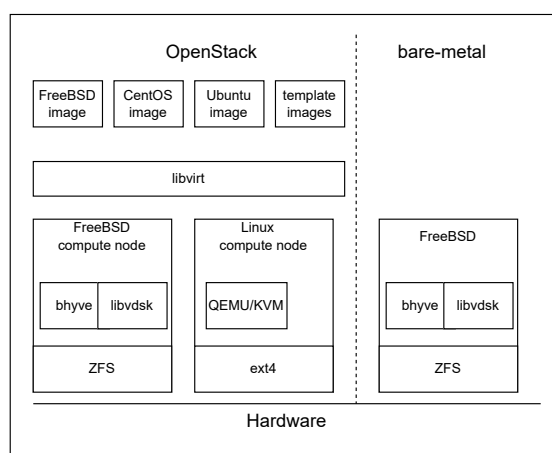 OpenStack
bare-metal
FreeBSD
image
CentOS
image
Ubuntu
image
template
images
libvirt
FreeBSD
compute node
Linux
compute node
FreeBSD
bhyve
libvdsk
QEMU/KVM
bhyve
libvdsk
ZFS
ext4
ZFS
Hardware